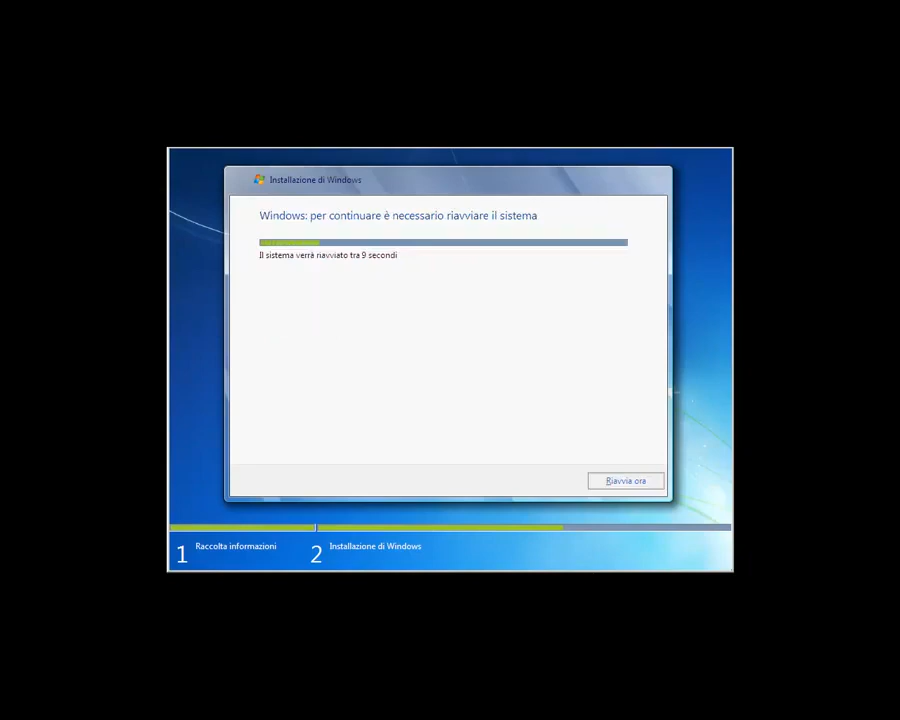 Installazione di Windows
Windows: per continuare è necessario riavviare il sistema
Il sistema verrà riavviato tra 9 secondi
Riavvia ora
1 Raccolta informazioni 2 Installazione di Windows